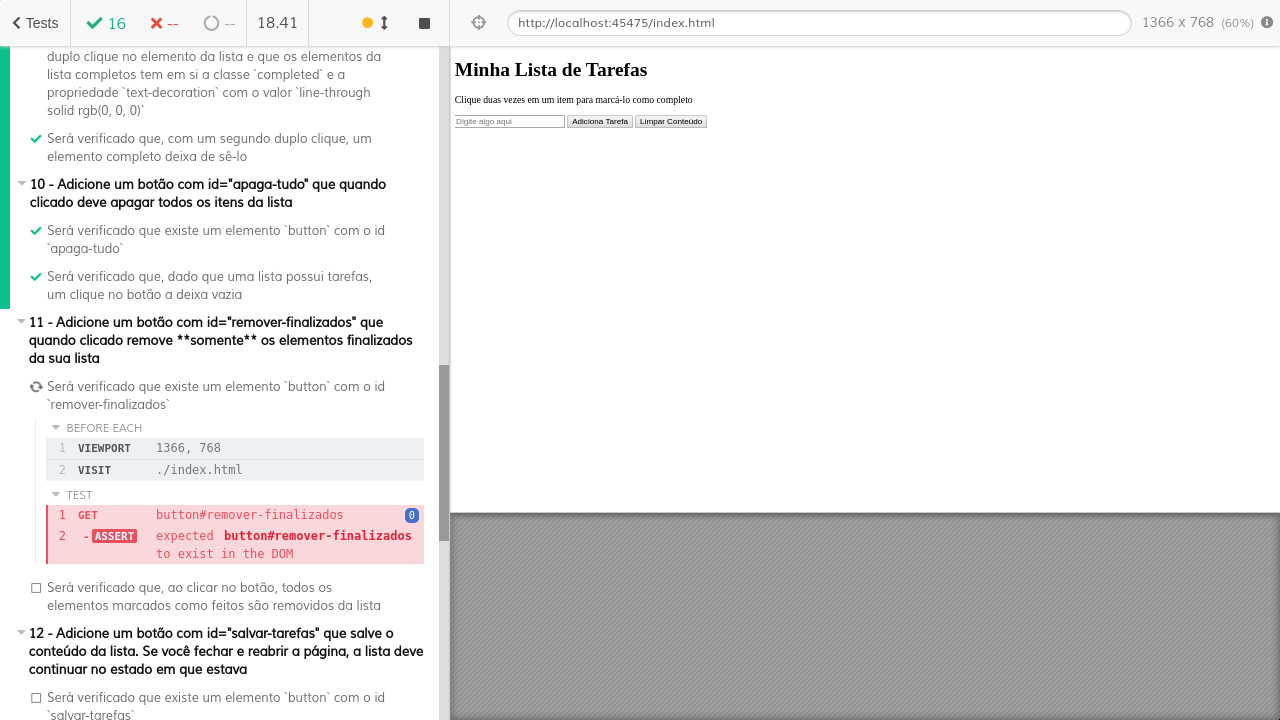 Tests
16
--
--
18.41
http://localhost:45475/index.html
1366 x 768 (60%)
duplo clique no elemento da lista e que os elementos da
lista completos tem em si a classe `completed` e a
propriedade `text-decoration` com o valor `line-through
solid rgb(0, 0, 0)`
Será verificado que, com um segundo duplo clique, um
elemento completo deixa de sê-lo
10 - Adicione um botão com id="apaga-tudo" que quando
clicado deve apagar todos os itens da lista
Será verificado que existe um elemento `button` com o id
`apaga-tudo`
Será verificado que, dado que uma lista possui tarefas,
um clique no botão a deixa vazia
11 - Adicione um botão com id="remover-finalizados" que
quando clicado remove **somente** os elementos finalizados
da sua lista
Será verificado que existe um elemento `button` com o id
`remover-finalizados`
BEFORE EACH
1 VIEWPORT 1366, 768
2 VISIT ./index.html
TEST
1 GET button#remover-finalizados 0
2 -ASSERT expected button#remover-finalizados
to exist in the DOM
Será verificado que, ao clicar no botão, todos os
elementos marcados como feitos são removidos da lista
12 - Adicione um botão com id="salvar-tarefas" que salve o
conteúdo da lista. Se você fechar e reabrir a página, a lista deve
continuar no estado em que estava
Será verificado que existe um elemento `button` com o id
`salvar-tarefas`
Minha Lista de Tarefas
Clique duas vezes em um item para marcá-lo como completo
Digite algo aqui
Adiciona Tarefa
Limpar Conteúdo